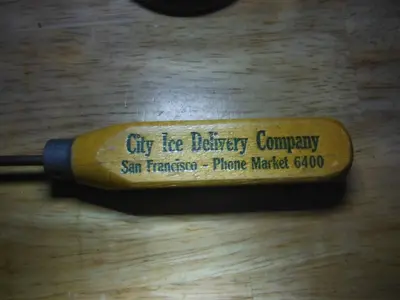 City Ice Delivery Company
San Francisco - Phone Market 6400